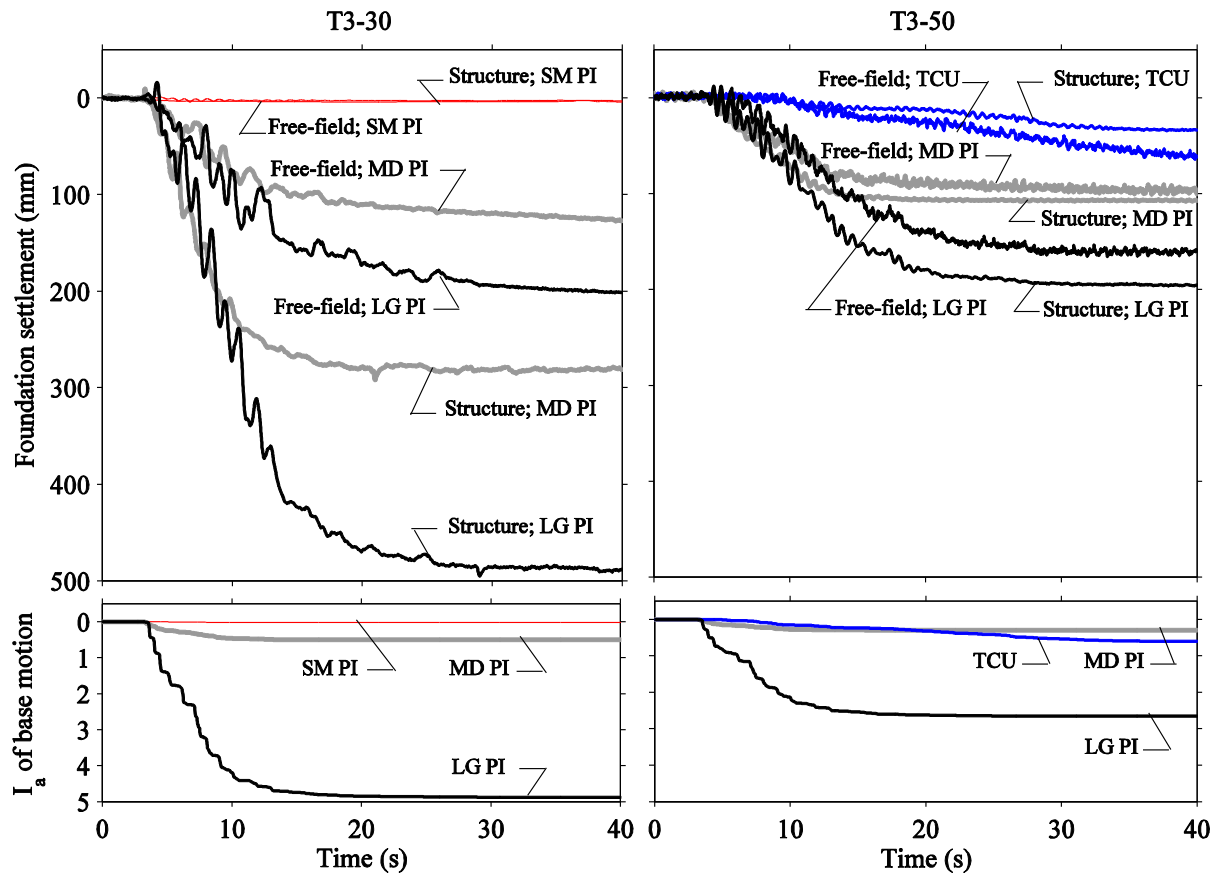 T3-30
T3-50
Foundation settlement (mm)
0
100
200
300
400
500
Structure; SM PI
Free-field; SM PI
Free-field; MD PI
Free-field; LG PI
Structure; MD PI
Structure; LG PI
Free-field; TCU
Structure; TCU
Free-field; MD PI
Structure; MD PI
Free-field; LG PI
Structure; LG PI
Ia of base motion
0
1
2
3
4
5
SM PI
MD PI
LG PI
0
10
20
30
40
Time (s)
TCU
MD PI
LG PI
0
10
20
30
40
Time (s)